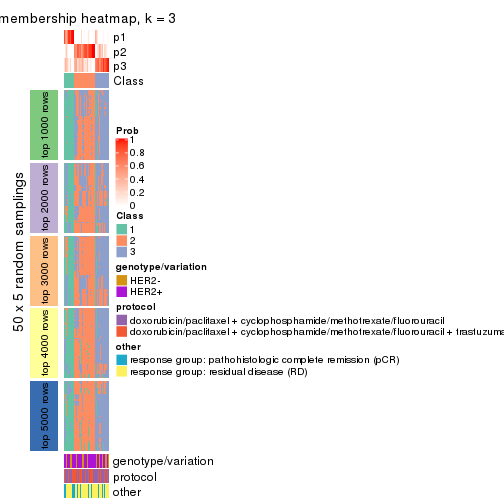 membership heatmap, k = 3
p1
p2
p3
Class
50 x 5 random samplings
top 1000 rows
top 2000 rows
top 3000 rows
top 4000 rows
top 5000 rows
Prob
1
0.8
0.6
0.4
0.2
0
Class
1
2
3
genotype/variation
HER2-
HER2+
protocol
doxorubicin/paclitaxel + cyclophosphamide/methotrexate/fluorouracil
doxorubicin/paclitaxel + cyclophosphamide/methotrexate/fluorouracil + trastuzuma
other
response group: pathohistologic complete remission (pCR)
response group: residual disease (RD)
genotype/variation
protocol
other